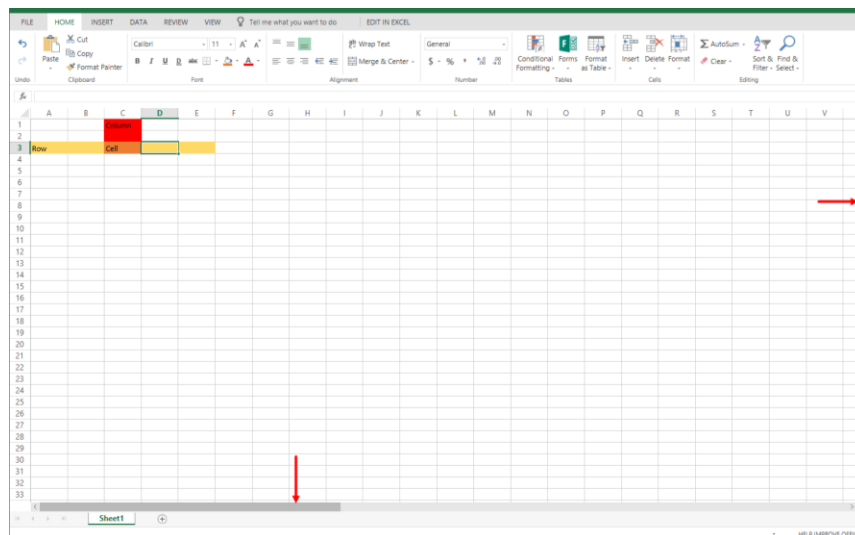 FILE HOME INSERT DATA REVIEW VIEW Tell me what you want to do EDIT IN EXCEL
Cut
Copy
Format Painter
Paste
Calibri 11
B I U D abc
Wrap Text
Merge & Center
General
$ % ,
Conditional Formatting
Forms
Format as Table
Insert Delete Format
AutoSum
Clear
Sort & Filter
Find & Select
Undo Clipboard Font Alignment Number Tables Cells Editing
fx
A B C D E F G H I J K L M N O P Q R S T U V
1 Column
2
3 Row Cell
4
5
6
7
8
9
10
11
12
13
14
15
16
17
18
19
20
21
22
23
24
25
26
27
28
29
30
31
32
33
Sheet1
HELP IMPROVE OFFI